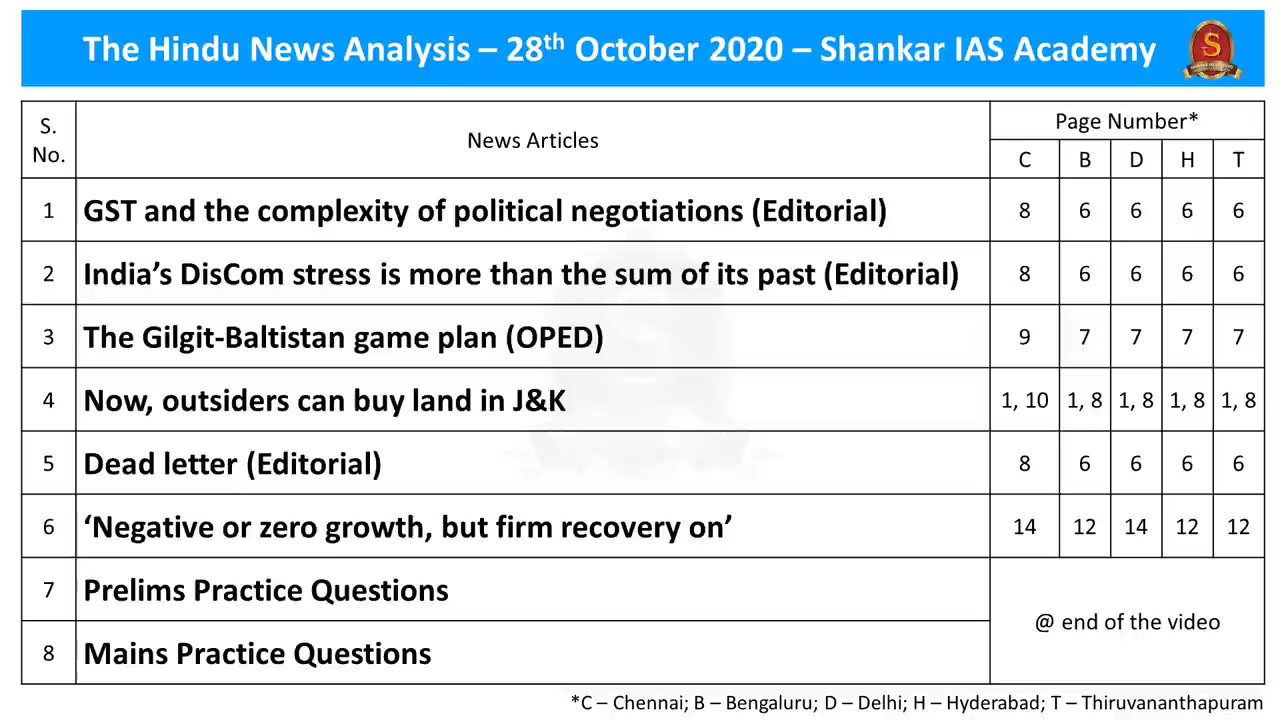 The Hindu News Analysis – 28th October 2020 – Shankar IAS Academy
S. No. News Articles Page Number*
C B D H T
1 GST and the complexity of political negotiations (Editorial) 8 6 6 6 6
2 India’s DisCom stress is more than the sum of its past (Editorial) 8 6 6 6 6
3 The Gilgit-Baltistan game plan (OPED) 9 7 7 7 7
4 Now, outsiders can buy land in J&K 1, 10 1, 8 1, 8 1, 8 1, 8
5 Dead letter (Editorial) 8 6 6 6 6
6 ‘Negative or zero growth, but firm recovery on’ 14 12 14 12 12
7 Prelims Practice Questions
@ end of the video
8 Mains Practice Questions
*C – Chennai; B – Bengaluru; D – Delhi; H – Hyderabad; T – Thiruvananthapuram